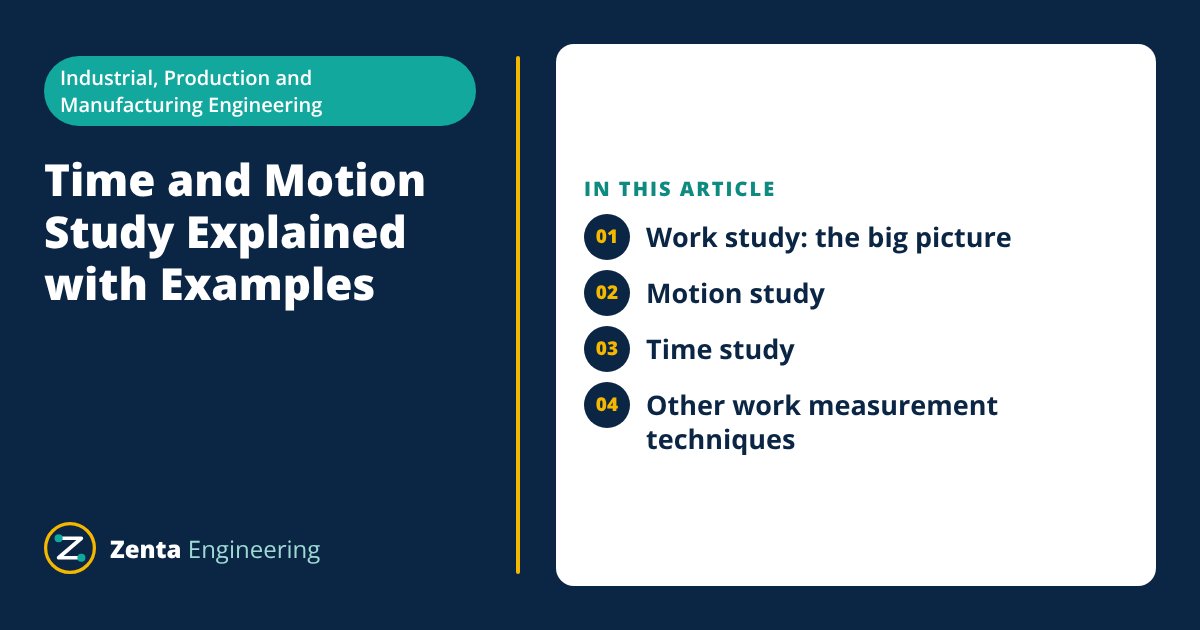 Industrial, Production and
Manufacturing Engineering
Time and Motion
Study Explained
with Examples
Zenta Engineering
IN THIS ARTICLE
01 Work study: the big picture
02 Motion study
03 Time study
04 Other work measurement
techniques